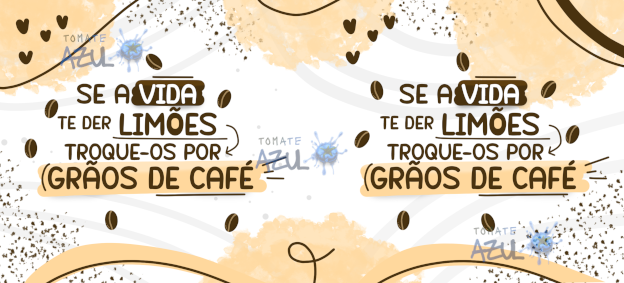 TOMATE
AZUL
SE A VIDA
TE DER LIMÕES
TROQUE-OS POR
(GRÃOS DE CAFÉ
TOMATE
AZUL
SE A VIDA
TE DER LIMÕES
TROQUE-OS POR
(GRÃOS DE CAFÉ
TOMATE
AZUL